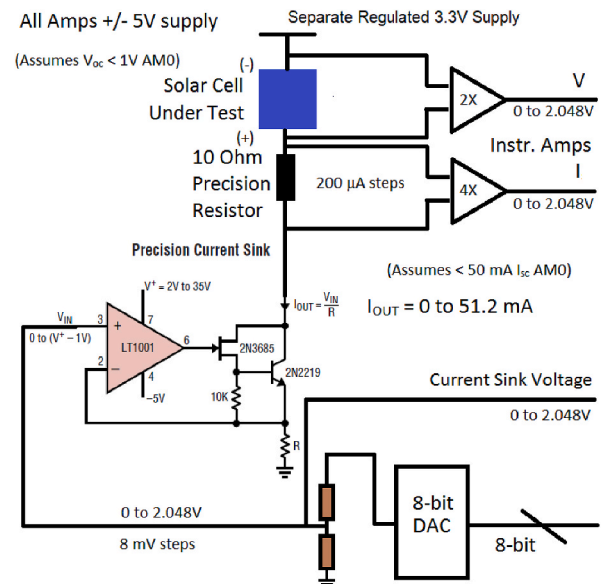 All Amps +/- 5V supply
Separate Regulated 3.3V Supply
(Assumes Voc < 1V AM0)
(-)
Solar Cell
Under Test
(+)
2X
V
0 to 2.048V
Instr. Amps
10 Ohm
Precision
Resistor
200 µA steps
4X
I
0 to 2.048V
Precision Current Sink
(Assumes < 50 mA Isc AM0)
V+ = 2V to 35V
IOUT = VIN
R
IOUT = 0 to 51.2 mA
VIN
3
+
7
0 to (V+ – 1V)
LT1001
6
2N3685
2
–
4
2N2219
–5V
10K
Current Sink Voltage
0 to 2.048V
R
0 to 2.048V
8 mV steps
8-bit
DAC
8-bit